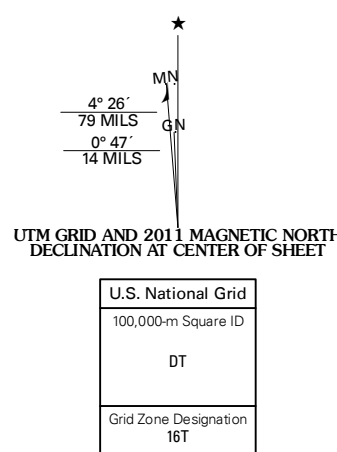 ★
MN
4° 26´
79 MILS
GN
0° 47´
14 MILS
UTM GRID AND 2011 MAGNETIC NORTH
DECLINATION AT CENTER OF SHEET
U.S. National Grid
100,000-m Square ID
DT
Grid Zone Designation
16T